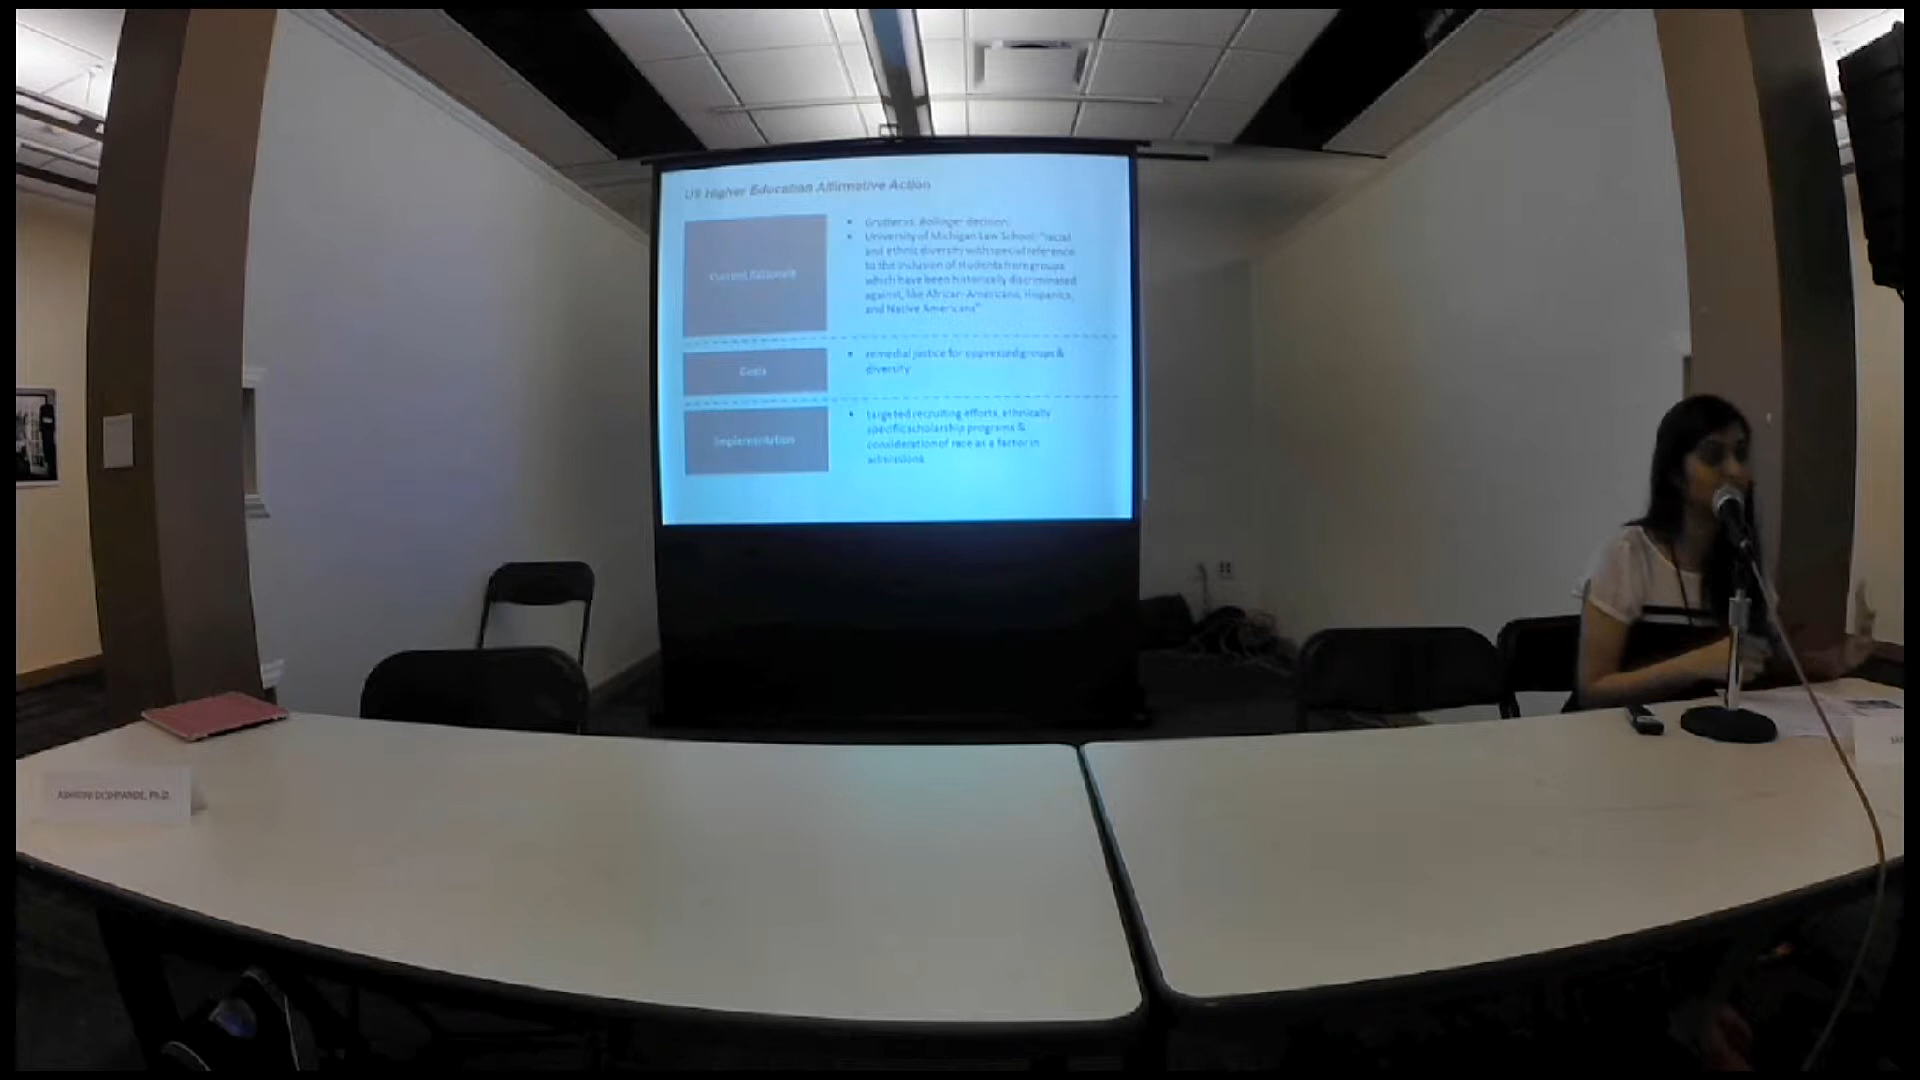 US Higher Education Affirmative Action
Current Rationale
• Grutter vs. Bollinger decision:
• University of Michigan Law School: "racial
and ethnic diversity with special reference
to the inclusion of students from groups
which have been historically discriminated
against, like African-Americans, Hispanics,
and Native Americans"
Goals
• remedial justice for oppressed groups &
diversity
Implementation
• targeted recruiting efforts, ethnically
specific scholarship programs &
consideration of race as a factor in
admissions
ASHWINI DESHPANDE, Ph.D.